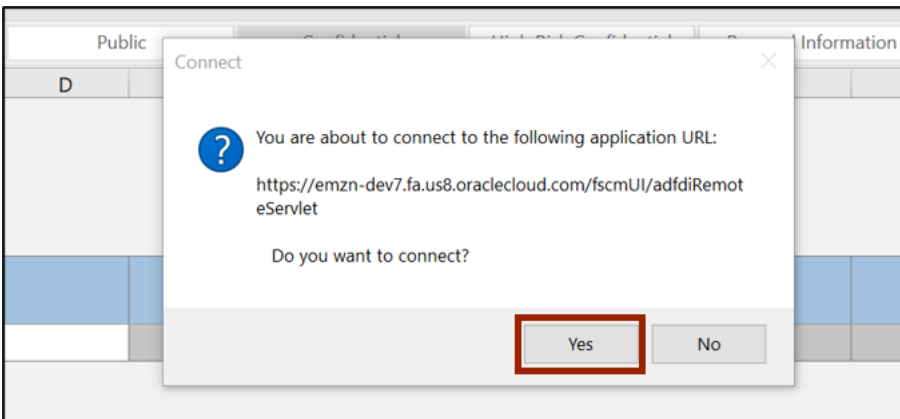 Public
Information
Connect
D
You are about to connect to the following application URL:
https://emzn-dev7.fa.us8.oraclecloud.com/fscmUI/adfdiRemot
eServlet
Do you want to connect?
Yes
No